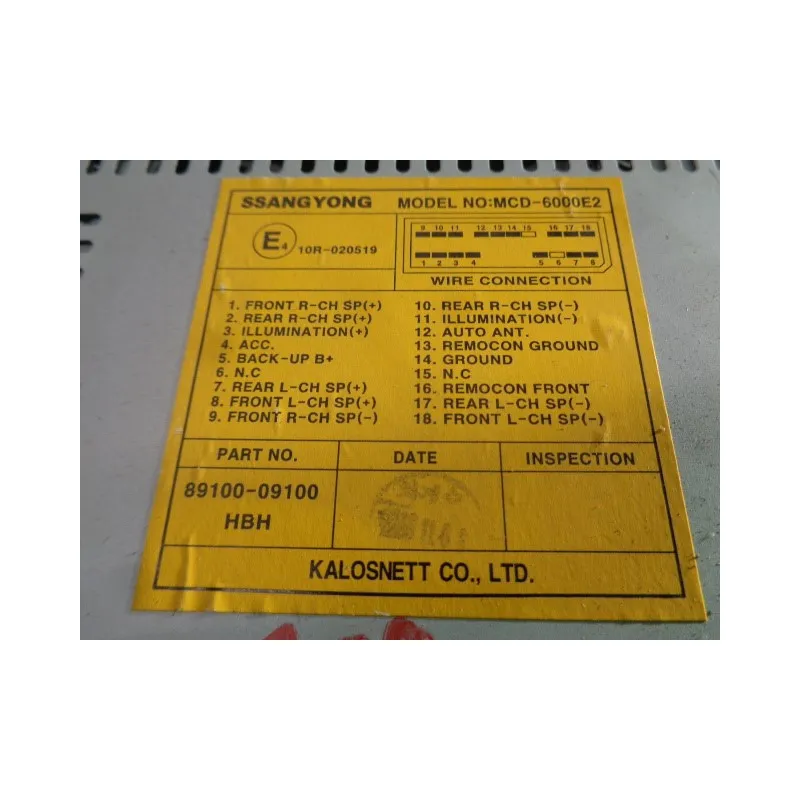 SSANGYONG MODEL NO:MCD-6000E2
E4 10R-020519
9 10 11 12 13 14 15 16 17 18
1 2 3 4 5 6 7 8
WIRE CONNECTION
1. FRONT R-CH SP(+)
2. REAR R-CH SP(+)
3. ILLUMINATION(+)
4. ACC.
5. BACK-UP B+
6. N.C
7. REAR L-CH SP(+)
8. FRONT L-CH SP(+)
9. FRONT R-CH SP(-)
10. REAR R-CH SP(-)
11. ILLUMINATION(-)
12. AUTO ANT.
13. REMOCON GROUND
14. GROUND
15. N.C
16. REMOCON FRONT
17. REAR L-CH SP(-)
18. FRONT L-CH SP(-)
PART NO. DATE INSPECTION
89100-09100
HBH
KALOSNETT CO., LTD.